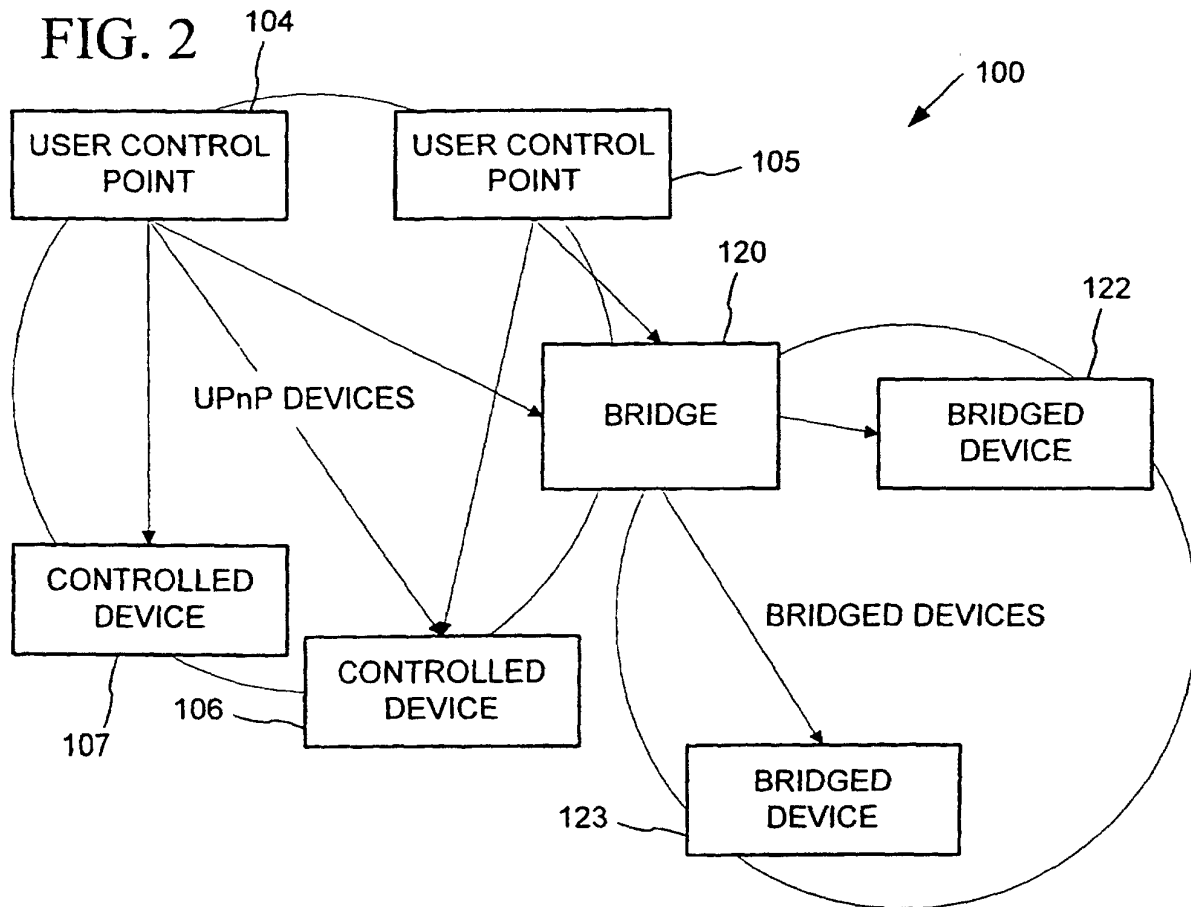 FIG. 2
104
100
USER CONTROL
POINT
USER CONTROL
POINT
105
120
122
UPnP DEVICES
BRIDGE
BRIDGED
DEVICE
CONTROLLED
DEVICE
BRIDGED DEVICES
CONTROLLED
DEVICE
106
107
BRIDGED
DEVICE
123